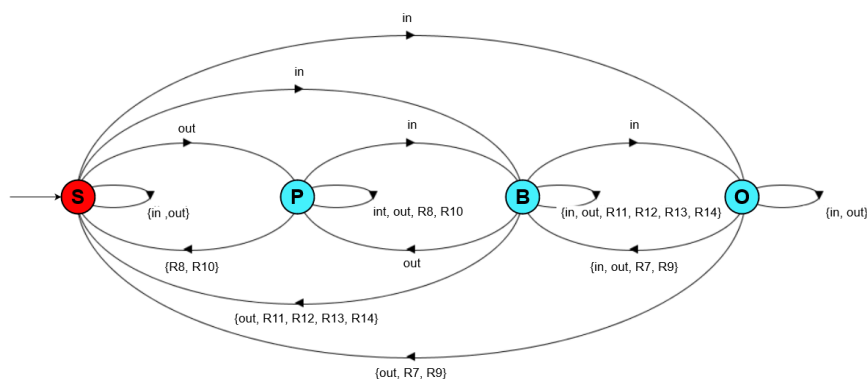 in
in
out
in
in
S
P
B
O
{in ,out}
int, out, R8, R10
{in, out, R11, R12, R13, R14}
{in, out}
{R8, R10}
out
{in, out, R7, R9}
{out, R11, R12, R13, R14}
{out, R7, R9}